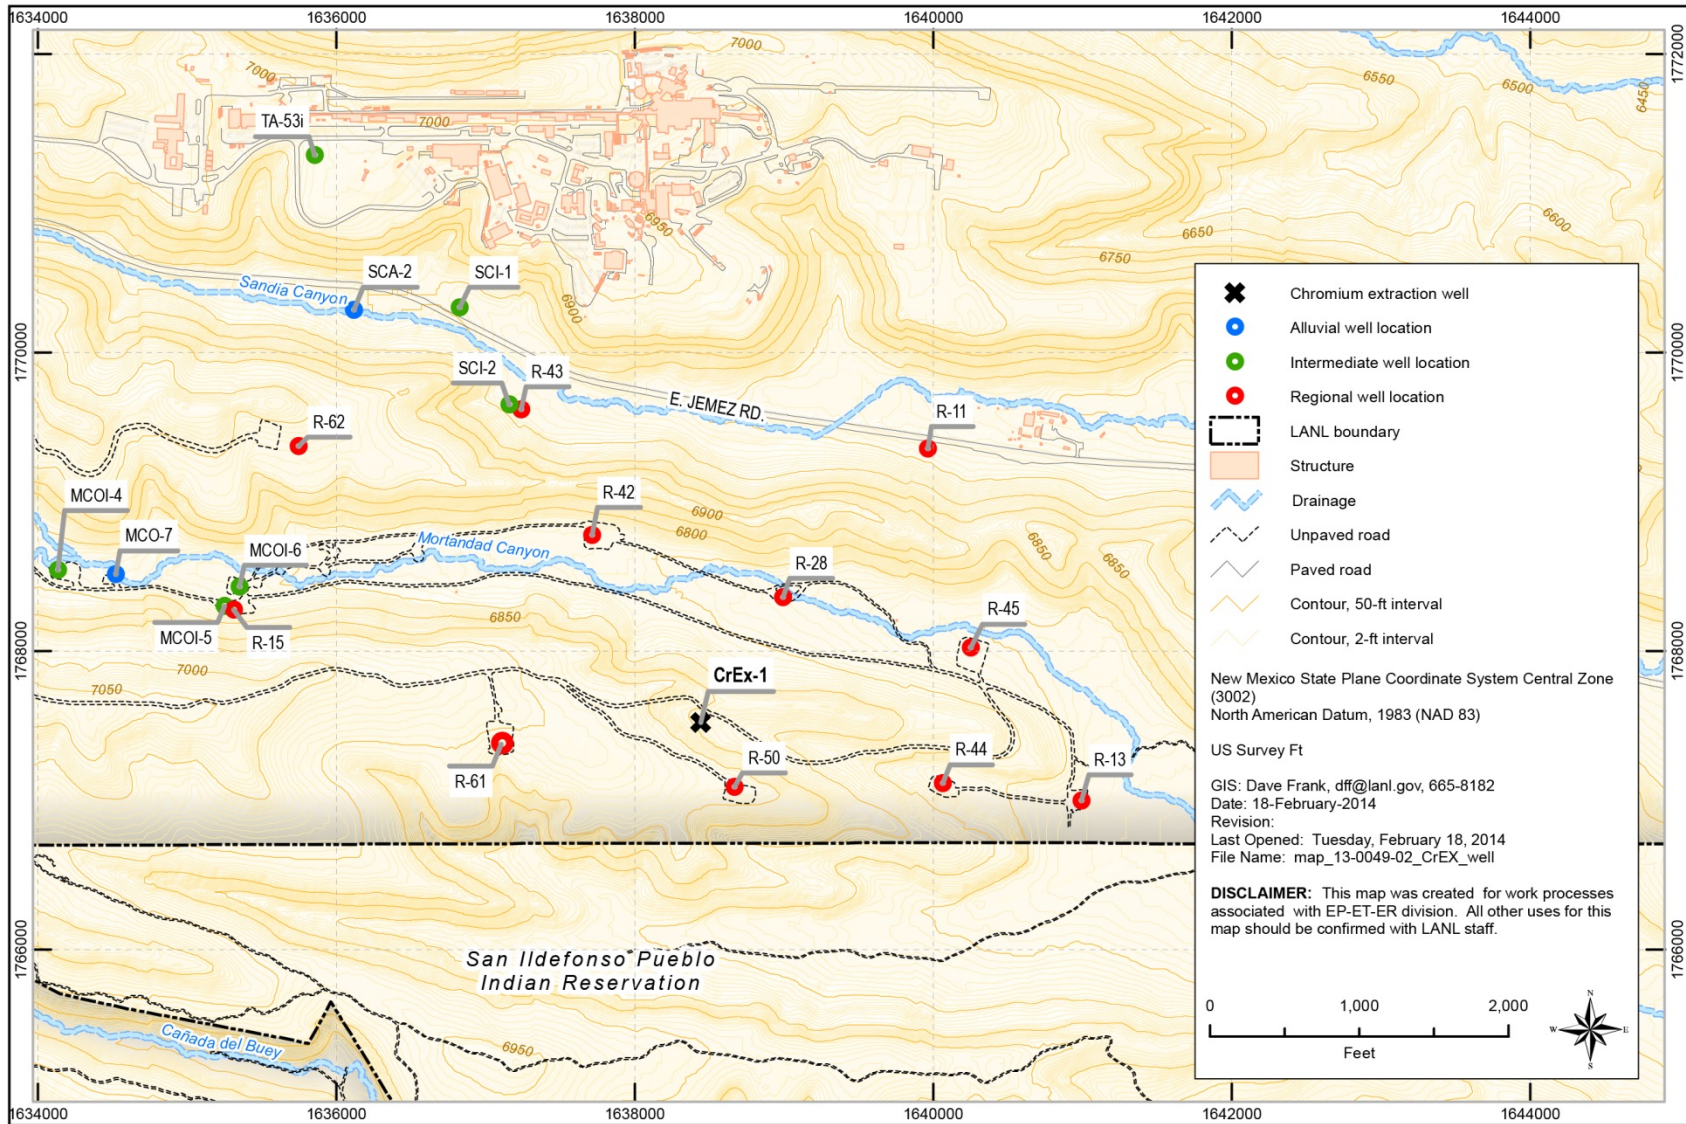 1634000
1636000
1638000
1640000
1642000
1644000
7000
7000
6550
6500
6450
1772000
TA-53i
7000
6950
6600
6650
6750
SCA-2
SCI-1
Sandia Canyon
6900
1770000
1770000
SCI-2
R-43
E. JEMEZ RD.
R-11
R-62
MCOI-4
R-42
6900
6800
MCO-7
MCOI-6
Mortandad Canyon
6850
6850
R-28
R-45
6850
MCOI-5
R-15
1768000
1768000
7000
7050
CrEx-1
R-61
R-50
R-44
R-13
Chromium extraction well
Alluvial well location
Intermediate well location
Regional well location
LANL boundary
Structure
Drainage
Unpaved road
Paved road
Contour, 50-ft interval
Contour, 2-ft interval
New Mexico State Plane Coordinate System Central Zone
(3002)
North American Datum, 1983 (NAD 83)
US Survey Ft
GIS: Dave Frank, dff@lanl.gov, 665-8182
Date: 18-February-2014
Revision:
Last Opened: Tuesday, February 18, 2014
File Name: map_13-0049-02_CrEX_well
DISCLAIMER: This map was created for work processes
associated with EP-ET-ER division. All other uses for this
map should be confirmed with LANL staff.
0
1,000
2,000
Feet
N
W
E
S
1766000
1766000
San Ildefonso Pueblo
Indian Reservation
Cañada del Buey
6950
1634000
1636000
1638000
1640000
1642000
1644000